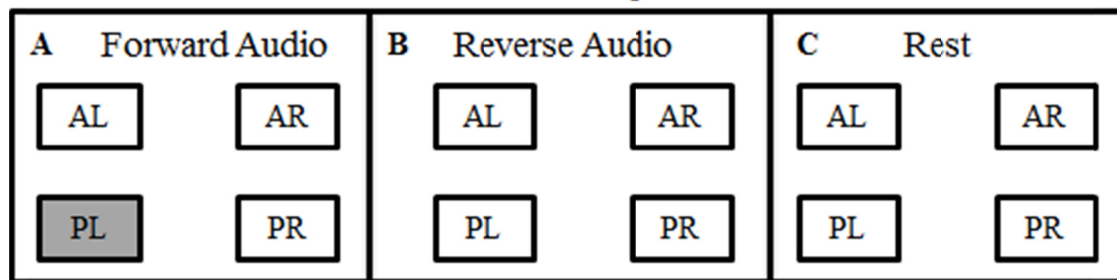 A Forward Audio B Reverse Audio C Rest
AL AR AL AR AL AR
PL PR PL PR PL PR